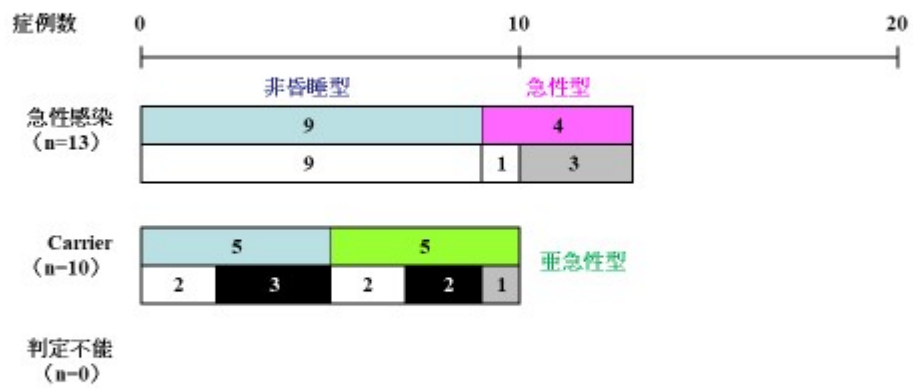 症例数 0 10 20
非昏睡型 急性型
急性感染
（n=13）
9 4
9 1 3
Carrier
（n=10）
5 5
亜急性型
2 3 2 2 1
判定不能
（n=0）